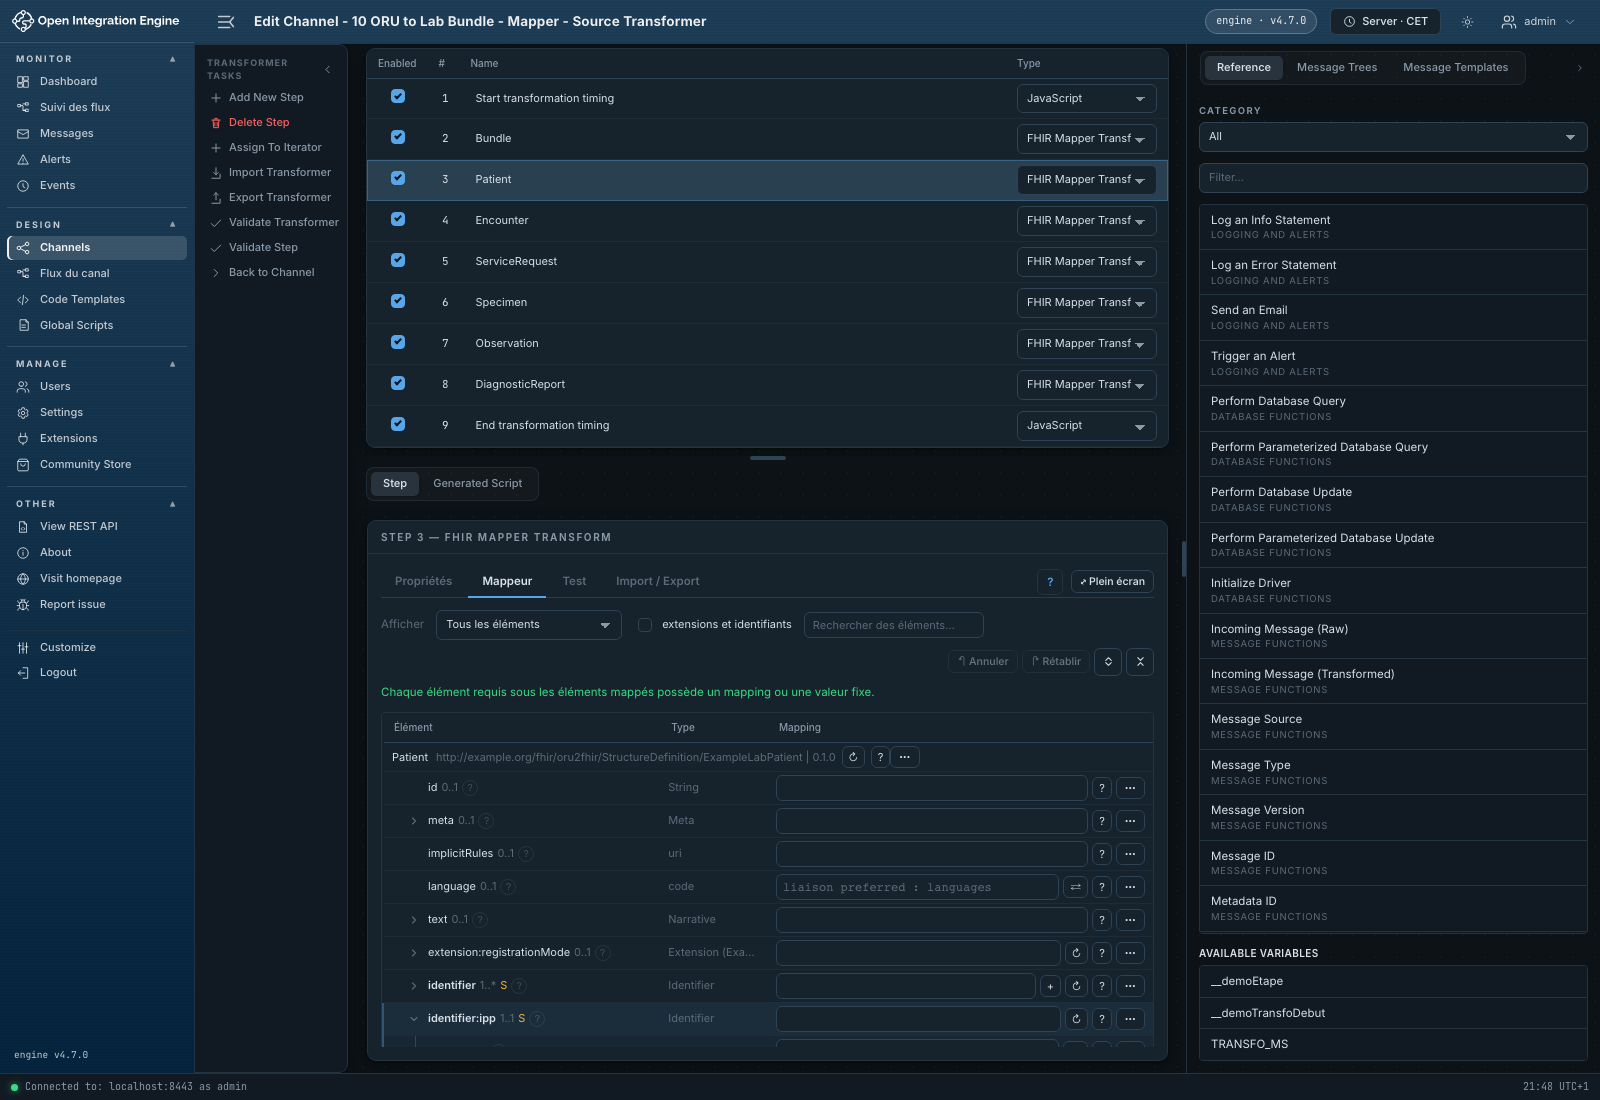 Open Integration Engine
Edit Channel - 10 ORU to Lab Bundle - Mapper - Source Transformer
engine · v4.7.0
Server · CET
admin
MONITOR
Dashboard
Suivi des flux
Messages
Alerts
Events
DESIGN
Channels
Flux du canal
Code Templates
Global Scripts
MANAGE
Users
Settings
Extensions
Community Store
OTHER
View REST API
About
Visit homepage
Report issue
Customize
Logout
engine v4.7.0
TRANSFORMER
TASKS
Add New Step
Delete Step
Assign To Iterator
Import Transformer
Export Transformer
Validate Transformer
Validate Step
Back to Channel
Enabled # Name Type
1 Start transformation timing JavaScript
2 Bundle FHIR Mapper Transf
3 Patient FHIR Mapper Transf
4 Encounter FHIR Mapper Transf
5 ServiceRequest FHIR Mapper Transf
6 Specimen FHIR Mapper Transf
7 Observation FHIR Mapper Transf
8 DiagnosticReport FHIR Mapper Transf
9 End transformation timing JavaScript
Step Generated Script
STEP 3 — FHIR MAPPER TRANSFORM
Propriétés Mappeur Test Import / Export ? Plein écran
Afficher Tous les éléments extensions et identifiants Rechercher des éléments...
Annuler Rétablir
Chaque élément requis sous les éléments mappés possède un mapping ou une valeur fixe.
Élément Type Mapping
Patient http://example.org/fhir/oru2fhir/StructureDefinition/ExampleLabPatient | 0.1.0 ? ...
id 0..1 ? String ? ...
meta 0..1 ? Meta ? ...
implicitRules 0..1 ? uri ? ...
language 0..1 ? code liaison preferred : languages ? ...
text 0..1 ? Narrative ? ...
extension:registrationMode 0..1 ? Extension (Exa... ? ...
identifier 1..* S ? Identifier + ? ...
identifier:ipp 1..1 S ? Identifier ? ...
Reference Message Trees Message Templates
CATEGORY
All
Filter...
Log an Info Statement
LOGGING AND ALERTS
Log an Error Statement
LOGGING AND ALERTS
Send an Email
LOGGING AND ALERTS
Trigger an Alert
LOGGING AND ALERTS
Perform Database Query
DATABASE FUNCTIONS
Perform Parameterized Database Query
DATABASE FUNCTIONS
Perform Database Update
DATABASE FUNCTIONS
Perform Parameterized Database Update
DATABASE FUNCTIONS
Initialize Driver
DATABASE FUNCTIONS
Incoming Message (Raw)
MESSAGE FUNCTIONS
Incoming Message (Transformed)
MESSAGE FUNCTIONS
Message Source
MESSAGE FUNCTIONS
Message Type
MESSAGE FUNCTIONS
Message Version
MESSAGE FUNCTIONS
Message ID
MESSAGE FUNCTIONS
Metadata ID
MESSAGE FUNCTIONS
AVAILABLE VARIABLES
__demoEtape
__demoTransfoDebut
TRANSFO_MS
Connected to: localhost:8443 as admin
21:48 UTC+1